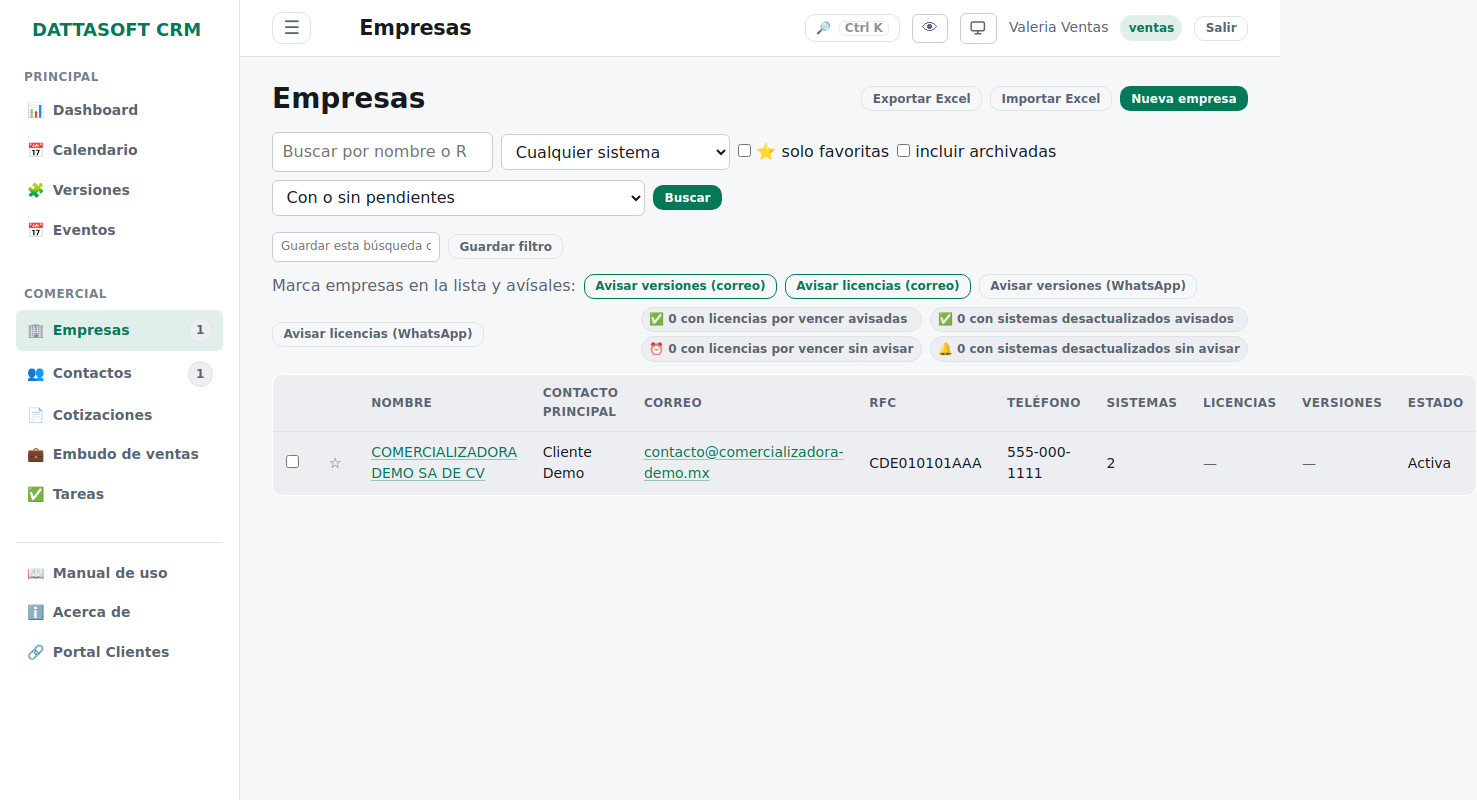 DATTASOFT CRM
☰
Empresas
Ctrl K
Valeria Ventas
ventas
Salir
PRINCIPAL
Dashboard
Calendario
Versiones
Eventos
COMERCIAL
Empresas 1
Contactos 1
Cotizaciones
Embudo de ventas
Tareas
Manual de uso
Acerca de
Portal Clientes
Empresas
Exportar Excel
Importar Excel
Nueva empresa
Buscar por nombre o R
Cualquier sistema
⭐ solo favoritas
incluir archivadas
Con o sin pendientes
Buscar
Guardar esta búsqueda c
Guardar filtro
Marca empresas en la lista y avísales:
Avisar versiones (correo)
Avisar licencias (correo)
Avisar versiones (WhatsApp)
Avisar licencias (WhatsApp)
✅ 0 con licencias por vencer avisadas
✅ 0 con sistemas desactualizados avisados
⏰ 0 con licencias por vencer sin avisar
🔔 0 con sistemas desactualizados sin avisar
NOMBRE
CONTACTO
PRINCIPAL
CORREO
RFC
TELÉFONO
SISTEMAS
LICENCIAS
VERSIONES
ESTADO
☆
COMERCIALIZADORA
DEMO SA DE CV
Cliente
Demo
contacto@comercializadora-
demo.mx
CDE010101AAA
555-000-
1111
2
—
—
Activa